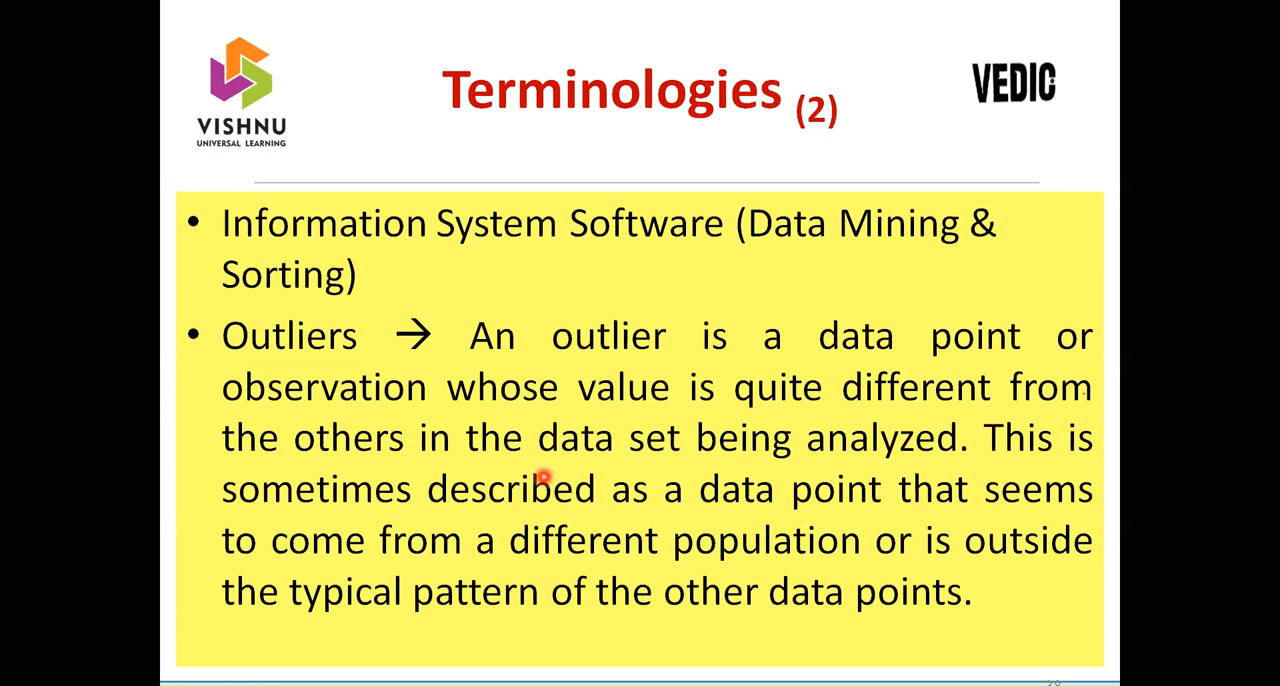 VISHNU
UNIVERSAL LEARNING
Terminologies (2)
VEDIC
• Information System Software (Data Mining &
Sorting)
• Outliers → An outlier is a data point or
observation whose value is quite different from
the others in the data set being analyzed. This is
sometimes described as a data point that seems
to come from a different population or is outside
the typical pattern of the other data points.